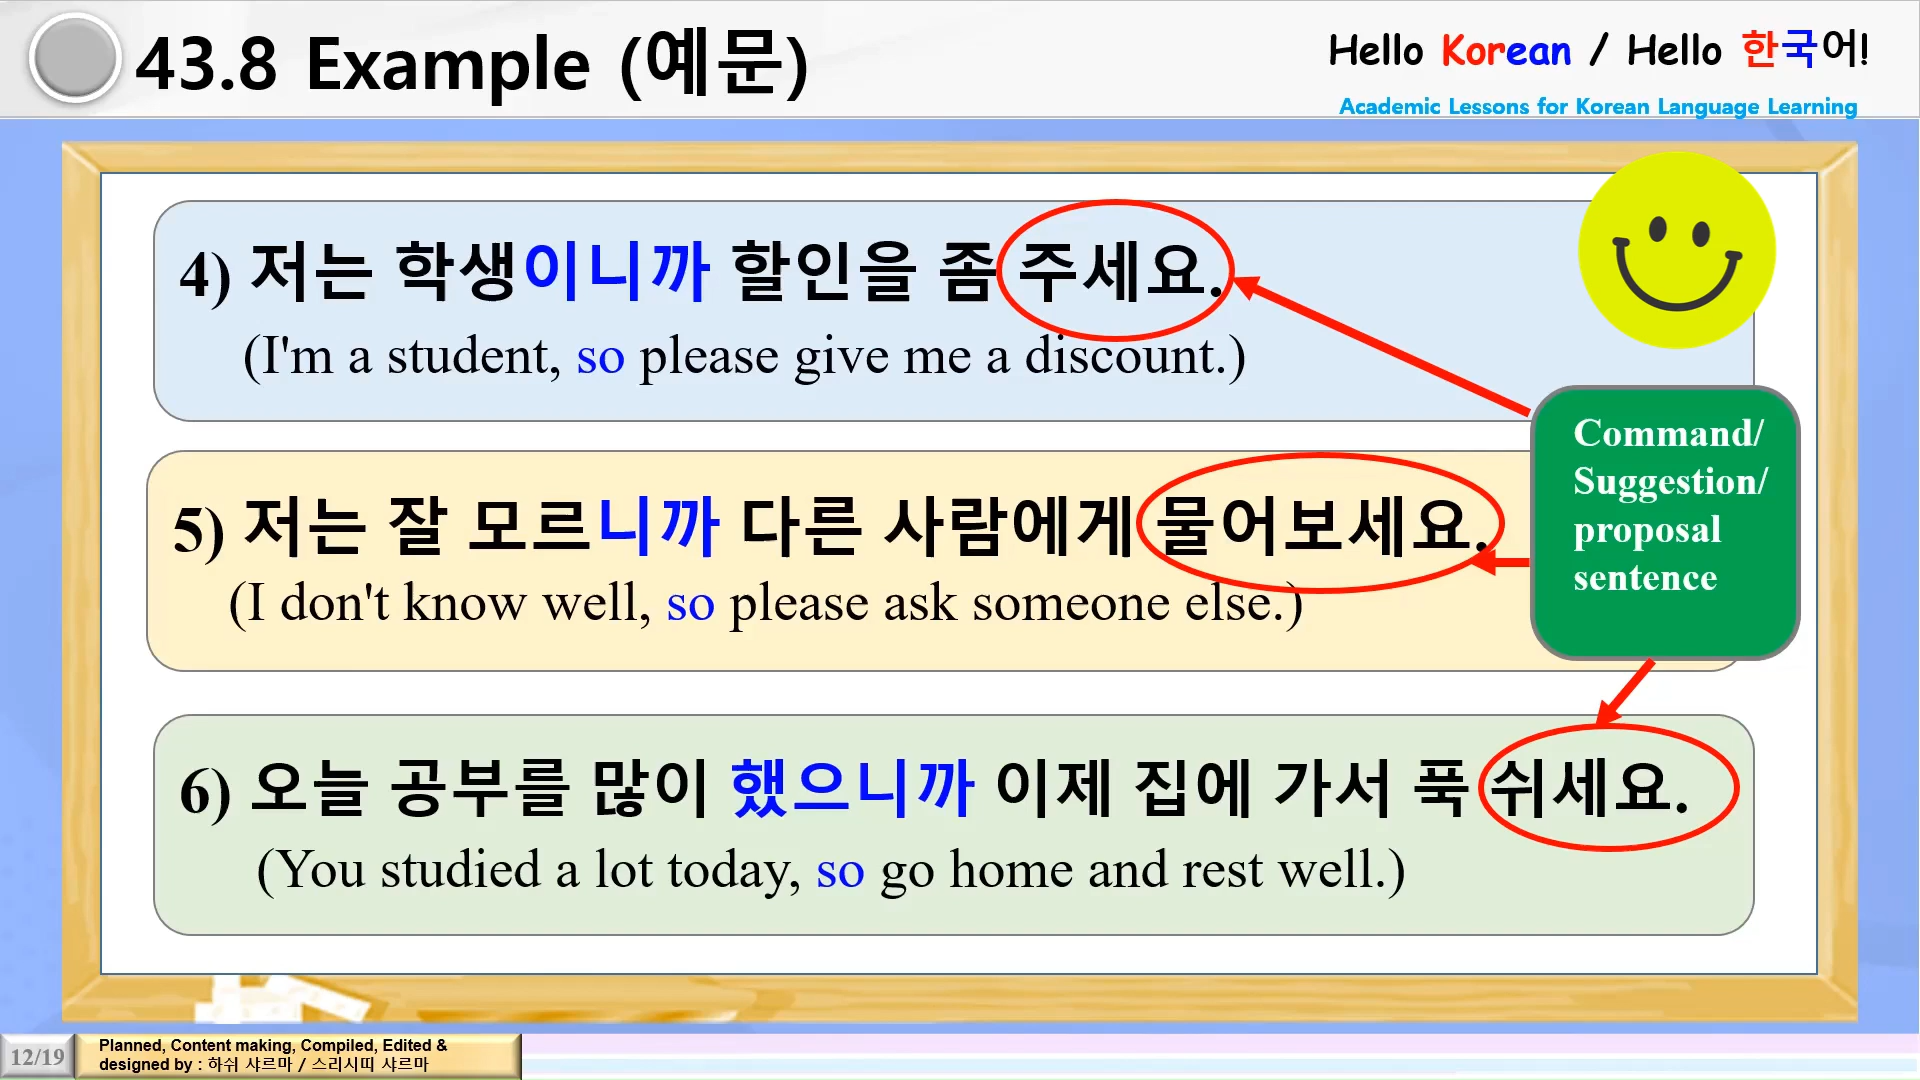 43.8 Example (예문)
Hello Korean / Hello 한국어!
Academic Lessons for Korean Language Learning
4) 저는 학생이니까 할인을 좀 주세요.
(I'm a student, so please give me a discount.)
Command/
Suggestion/
proposal
sentence
5) 저는 잘 모르니까 다른 사람에게 물어보세요.
(I don't know well, so please ask someone else.)
6) 오늘 공부를 많이 했으니까 이제 집에 가서 푹 쉬세요.
(You studied a lot today, so go home and rest well.)
12/19
Planned, Content making, Compiled, Edited &
designed by : 하쉬 샤르마 / 스리시띠 샤르마